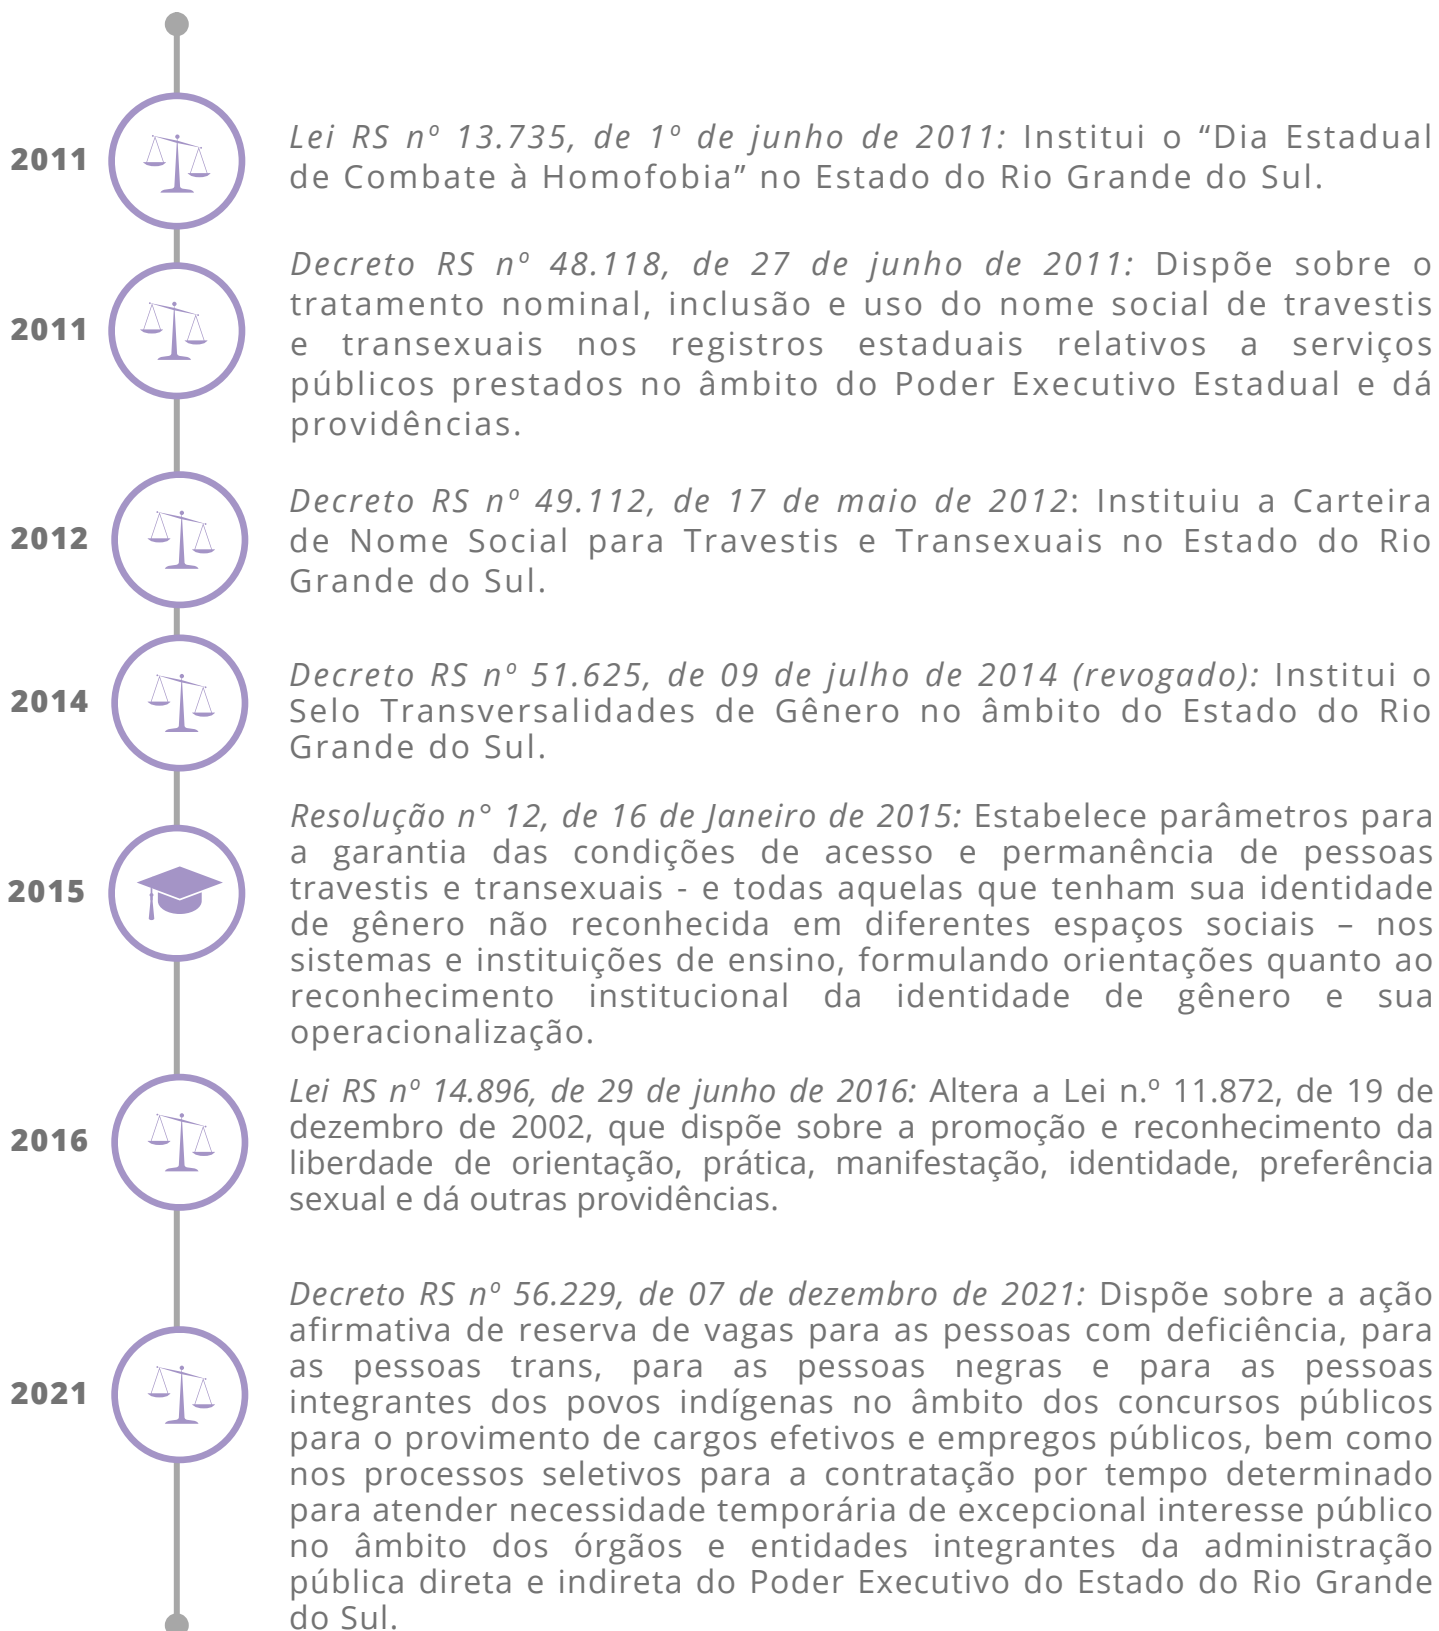 2011
Lei RS nº 13.735, de 1º de junho de 2011: Institui o “Dia Estadual
de Combate à Homofobia” no Estado do Rio Grande do Sul.
2011
Decreto RS nº 48.118, de 27 de junho de 2011: Dispõe sobre o
tratamento nominal, inclusão e uso do nome social de travestis
e transexuais nos registros estaduais relativos a serviços
públicos prestados no âmbito do Poder Executivo Estadual e dá
providências.
2012
Decreto RS nº 49.112, de 17 de maio de 2012: Instituiu a Carteira
de Nome Social para Travestis e Transexuais no Estado do Rio
Grande do Sul.
2014
Decreto RS nº 51.625, de 09 de julho de 2014 (revogado): Institui o
Selo Transversalidades de Gênero no âmbito do Estado do Rio
Grande do Sul.
2015
Resolução n° 12, de 16 de Janeiro de 2015: Estabelece parâmetros para
a garantia das condições de acesso e permanência de pessoas
travestis e transexuais - e todas aquelas que tenham sua identidade
de gênero não reconhecida em diferentes espaços sociais – nos
sistemas e instituições de ensino, formulando orientações quanto ao
reconhecimento institucional da identidade de gênero e sua
operacionalização.
2016
Lei RS nº 14.896, de 29 de junho de 2016: Altera a Lei n.º 11.872, de 19 de
dezembro de 2002, que dispõe sobre a promoção e reconhecimento da
liberdade de orientação, prática, manifestação, identidade, preferência
sexual e dá outras providências.
2021
Decreto RS nº 56.229, de 07 de dezembro de 2021: Dispõe sobre a ação
afirmativa de reserva de vagas para as pessoas com deficiência, para
as pessoas trans, para as pessoas negras e para as pessoas
integrantes dos povos indígenas no âmbito dos concursos públicos
para o provimento de cargos efetivos e empregos públicos, bem como
nos processos seletivos para a contratação por tempo determinado
para atender necessidade temporária de excepcional interesse público
no âmbito dos órgãos e entidades integrantes da administração
pública direta e indireta do Poder Executivo do Estado do Rio Grande
do Sul.